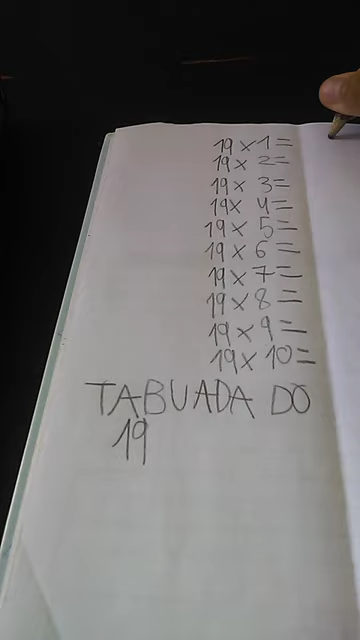 19 x 1 =
19 x 2 =
19 x 3 =
19 x 4 =
19 x 5 =
19 x 6 =
19 x 7 =
19 x 8 =
19 x 9 =
19 x 10 =
TABUADA DO
19